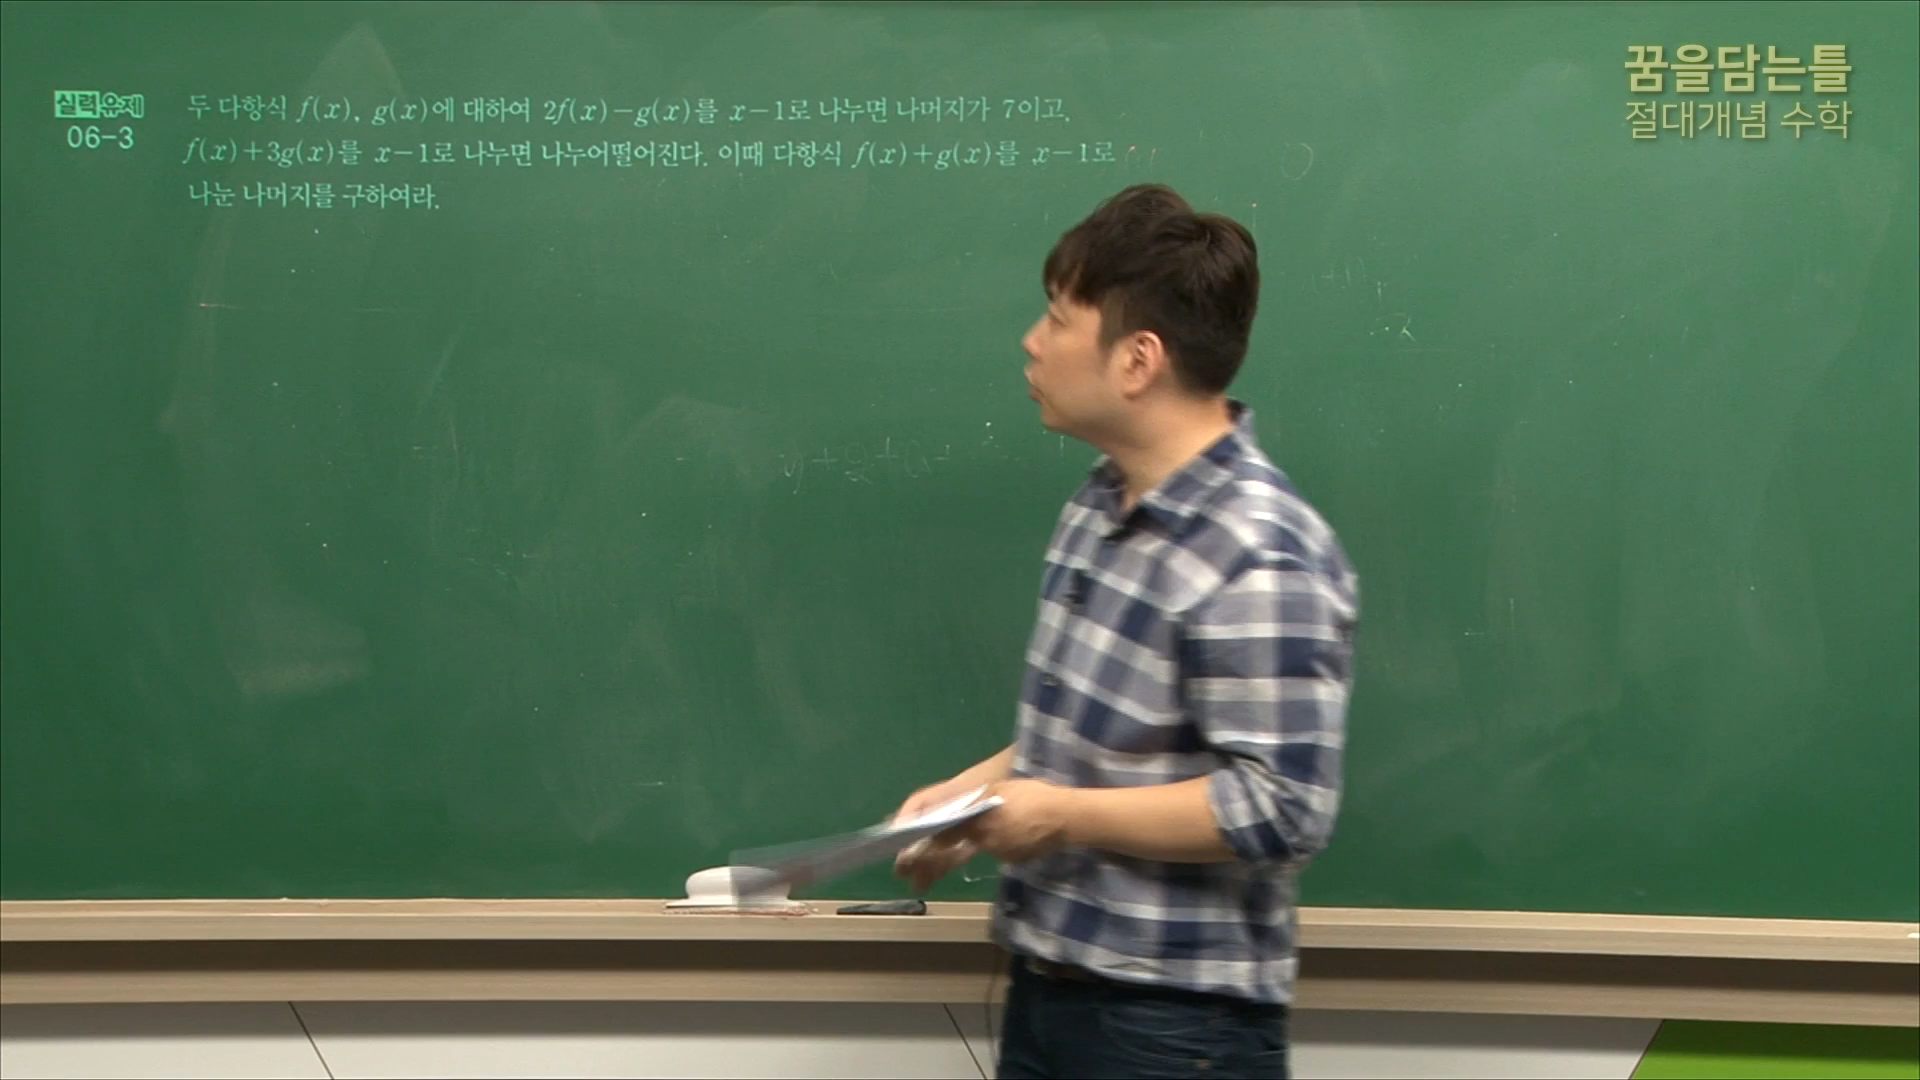 꿈을담는틀
절대개념 수학
실력유제
06-3
두 다항식 f(x), g(x)에 대하여 2f(x)-g(x)를 x-1로 나누면 나머지가 7이고,
f(x)+3g(x)를 x-1로 나누면 나누어떨어진다. 이때 다항식 f(x)+g(x)를 x-1로
나눈 나머지를 구하여라.